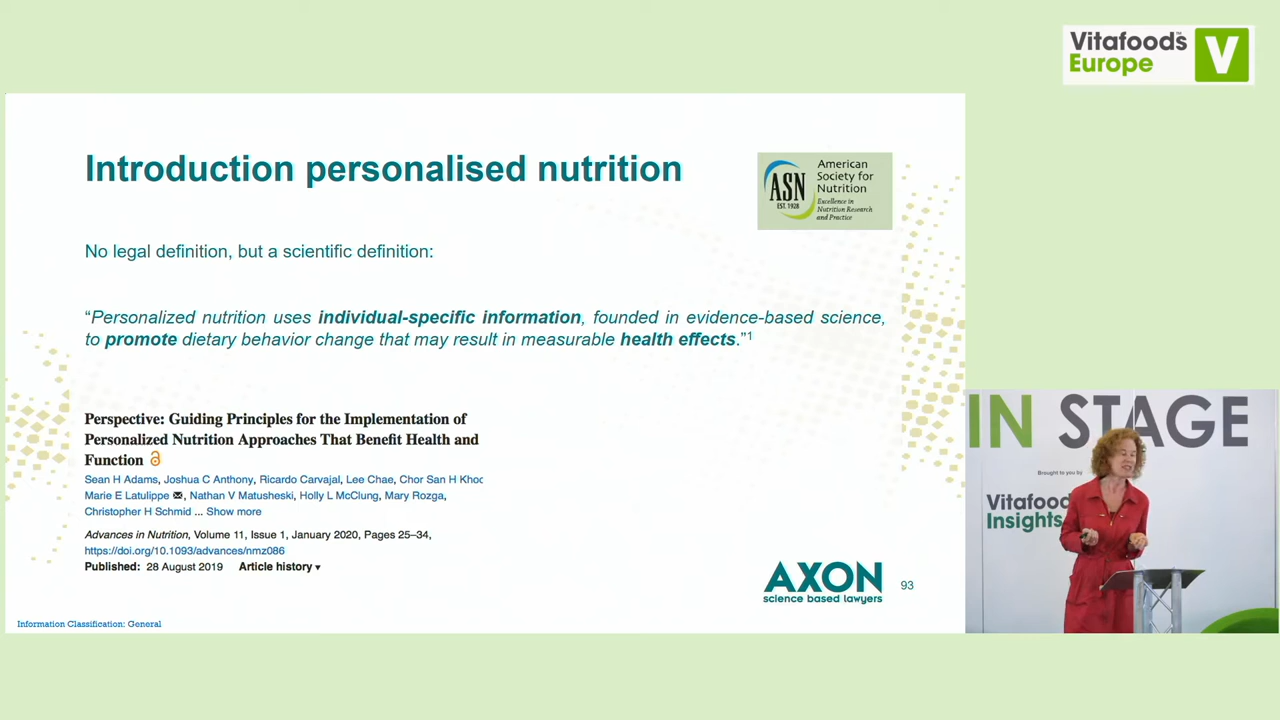 Vitafoods
Europe
V
Introduction personalised nutrition
ASN
EST. 1928
American
Society for
Nutrition
Excellence in
Nutrition Research
and Practice
No legal definition, but a scientific definition:
“Personalized nutrition uses individual-specific information, founded in evidence-based science,
to promote dietary behavior change that may result in measurable health effects.”1
Perspective: Guiding Principles for the Implementation of
Personalized Nutrition Approaches That Benefit Health and
Function
Sean H Adams, Joshua C Anthony, Ricardo Carvajal, Lee Chae, Chor San H Khoo
Marie E Latulippe, Nathan V Matusheski, Holly L McClung, Mary Rozga,
Christopher H Schmid ... Show more
Advances in Nutrition, Volume 11, Issue 1, January 2020, Pages 25–34,
https://doi.org/10.1093/advances/nmz086
Published: 28 August 2019 Article history
AXON
science based lawyers
93
Information Classification: General
IN STAGE
Brought to you by
Vitafoods
Insights